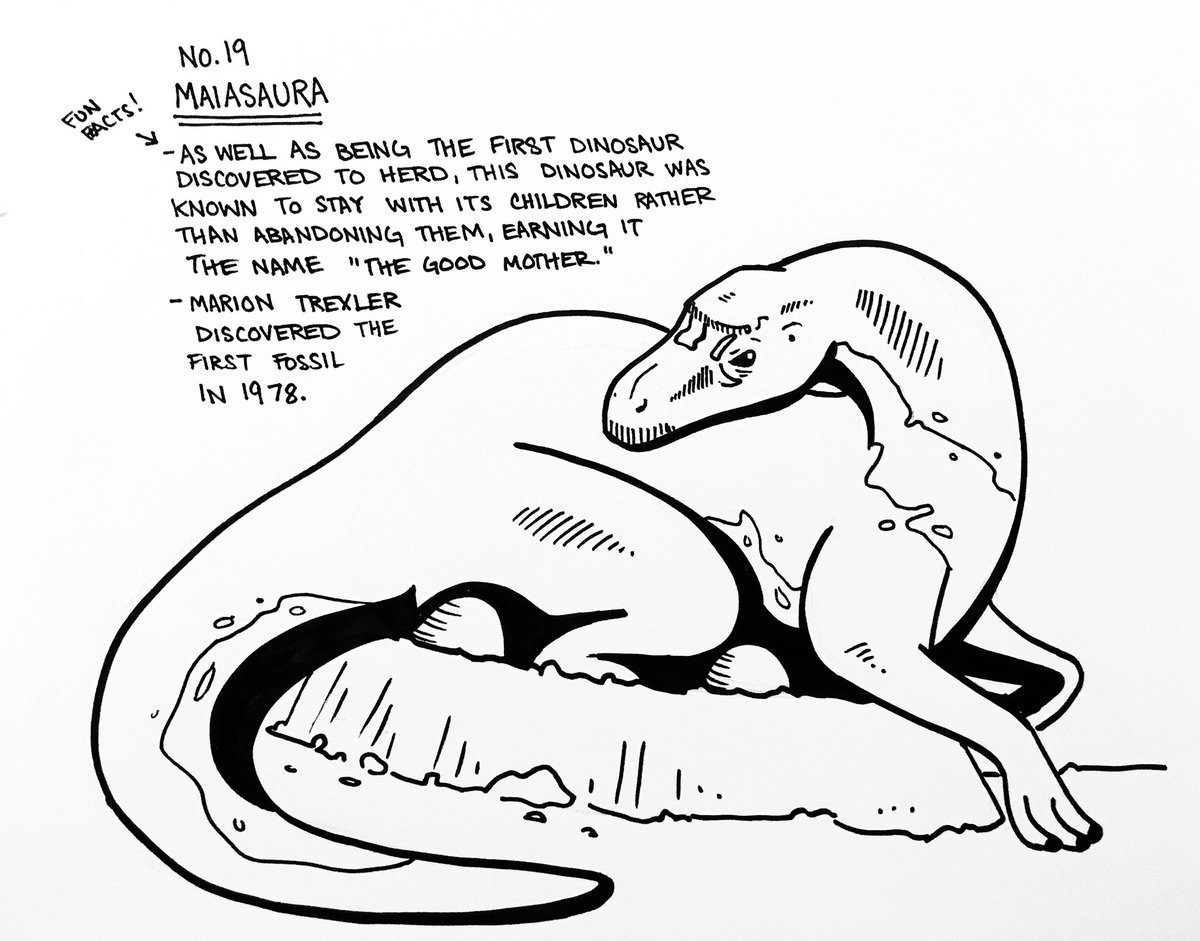 No. 19
MAIASAURA
FUN
FACTS!
- AS WELL AS BEING THE FIRST DINOSAUR
DISCOVERED TO HERD, THIS DINOSAUR WAS
KNOWN TO STAY WITH ITS CHILDREN RATHER
THAN ABANDONING THEM, EARNING IT
THE NAME "THE GOOD MOTHER."
- MARION TREXLER
DISCOVERED THE
FIRST FOSSIL
IN 1978.